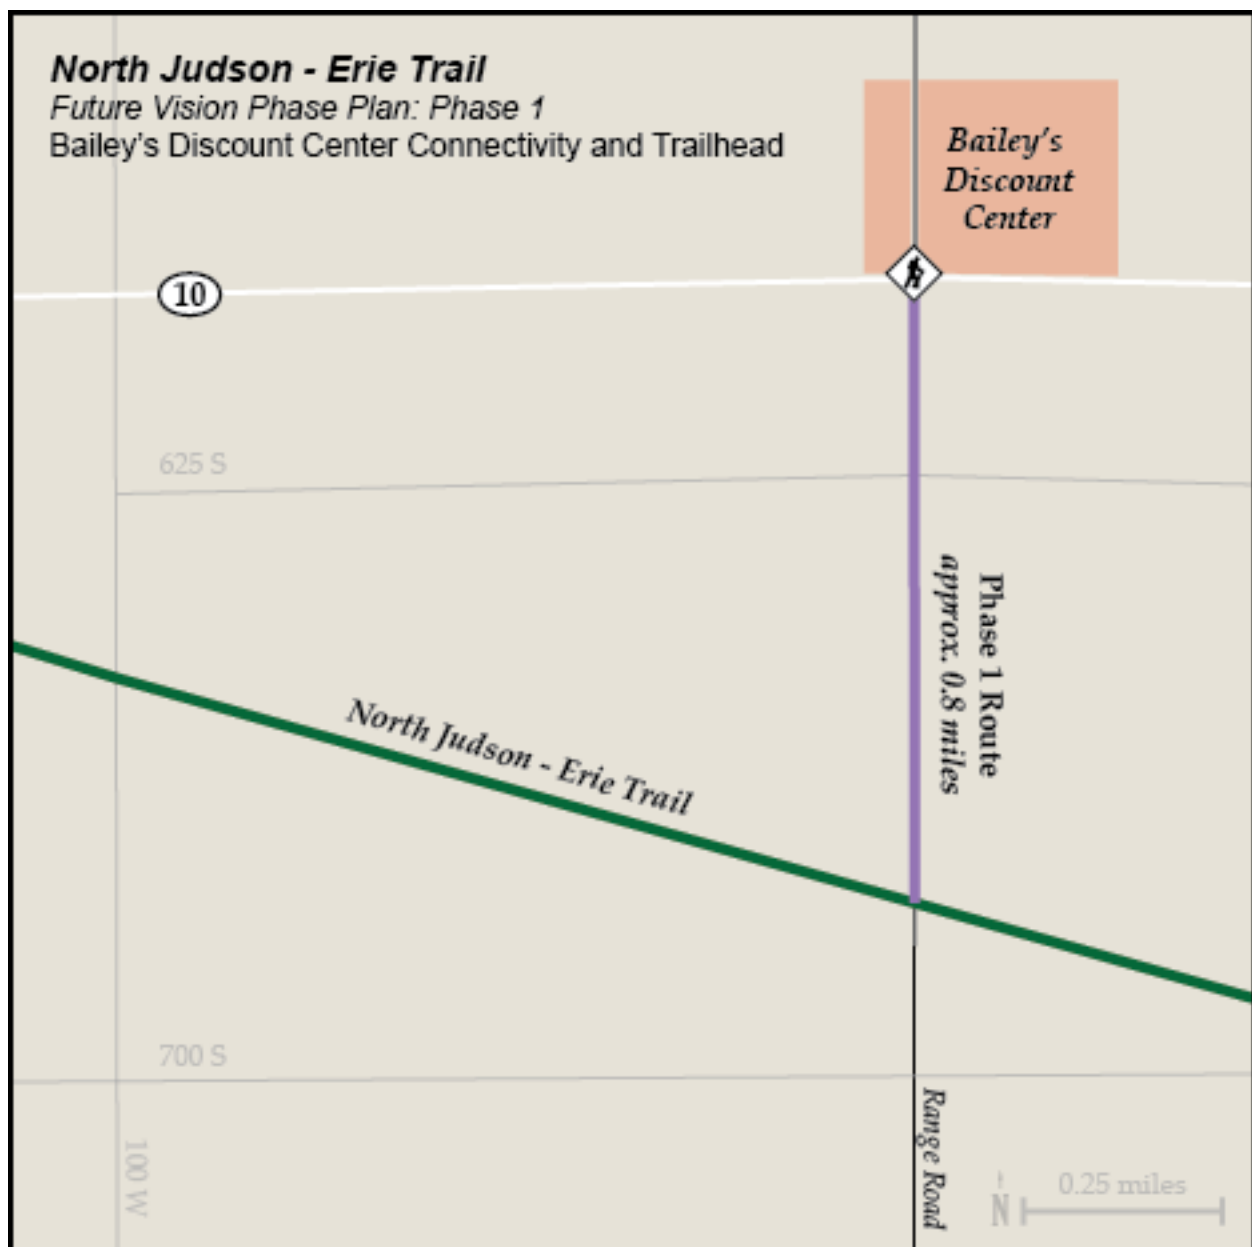 North Judson - Erie Trail
Future Vision Phase Plan: Phase 1
Bailey's Discount Center Connectivity and Trailhead
Bailey's
Discount
Center
10
625 S
Phase 1 Route
approx. 0.8 miles
North Judson - Erie Trail
700 S
100 W
Range Road
N
0.25 miles